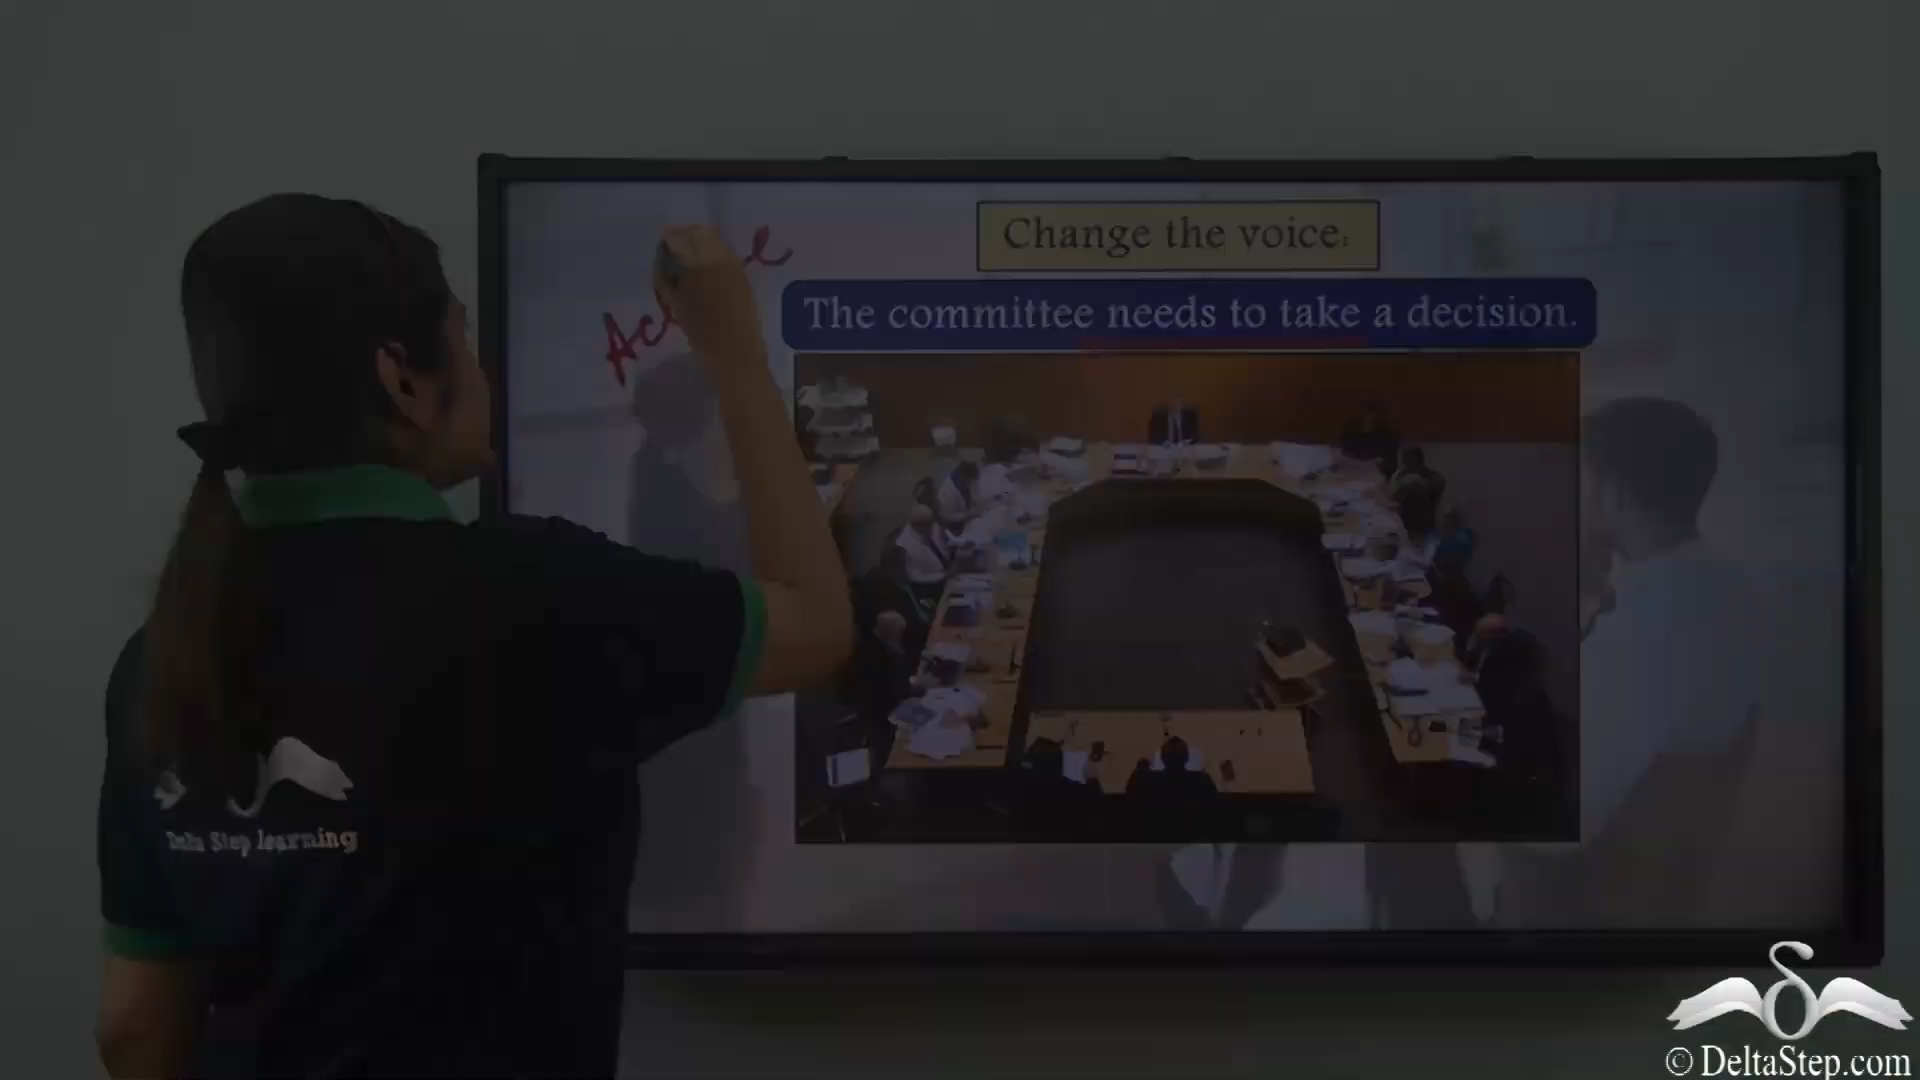 Change the voice:
The committee needs to take a decision.
Delta Step learning
© DeltaStep.com